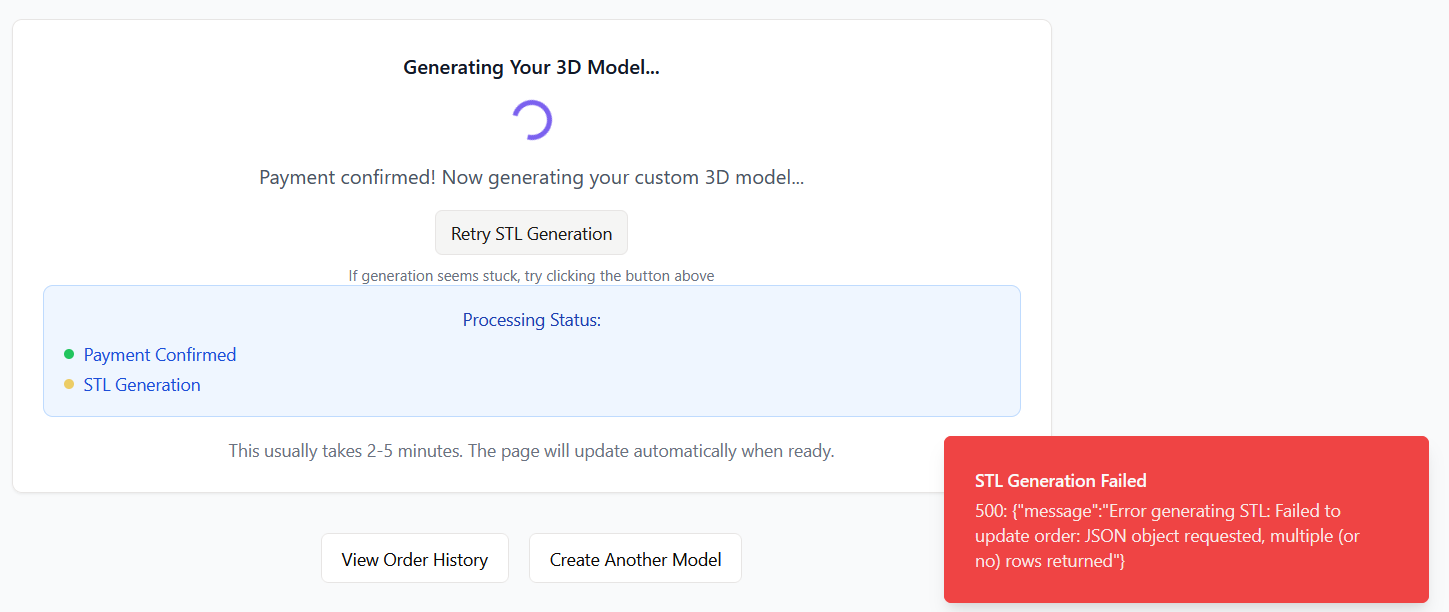 Generating Your 3D Model...
Payment confirmed! Now generating your custom 3D model...
Retry STL Generation
If generation seems stuck, try clicking the button above
Processing Status:
Payment Confirmed
STL Generation
This usually takes 2-5 minutes. The page will update automatically when ready.
STL Generation Failed
500: {"message":"Error generating STL: Failed to
update order: JSON object requested, multiple (or
no) rows returned"}
View Order History
Create Another Model